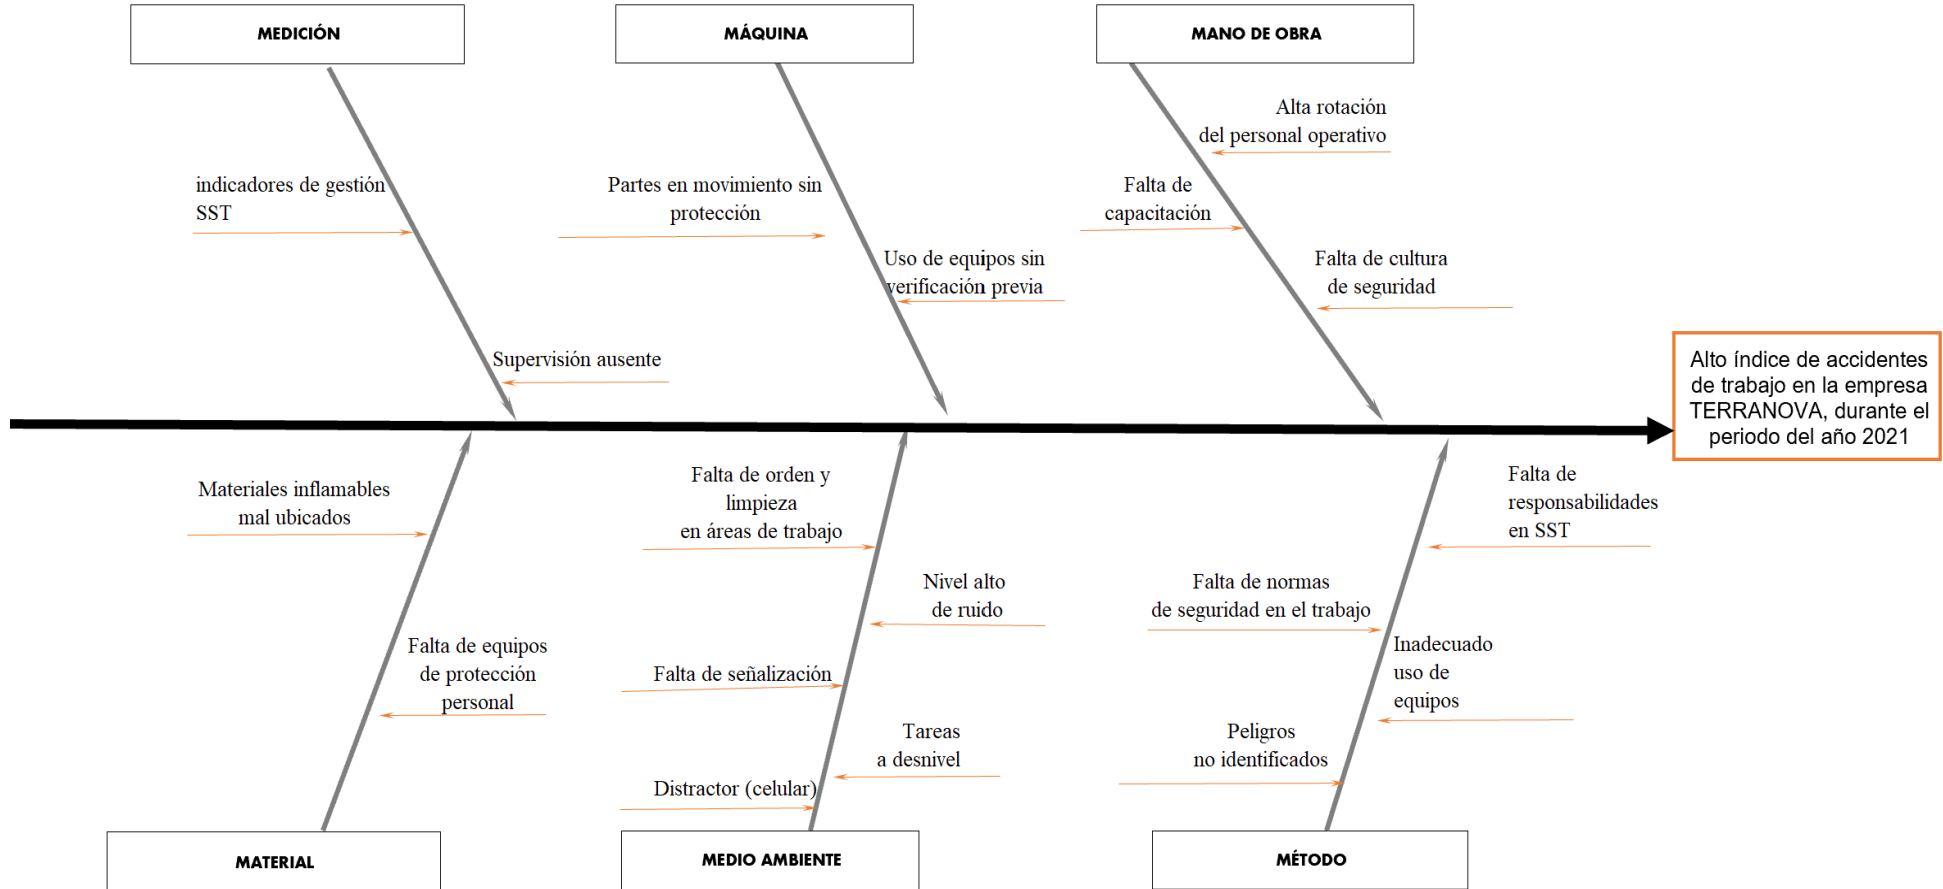 MEDICIÓN
MÁQUINA
MANO DE OBRA
Alta rotación
del personal operativo
indicadores de gestión
SST
Partes en movimiento sin
protección
Falta de
capacitación
Uso de equipos sin
verificación previa
Falta de cultura
de seguridad
Supervisión ausente
Alto índice de accidentes
de trabajo en la empresa
TERRANOVA, durante el
periodo del año 2021
Materiales inflamables
mal ubicados
Falta de orden y
limpieza
en áreas de trabajo
Falta de
responsabilidades
en SST
Nivel alto
de ruido
Falta de normas
de seguridad en el trabajo
Falta de equipos
de protección
personal
Falta de señalización
Inadecuado
uso de
equipos
Tareas
a desnivel
Peligros
no identificados
Distractor (celular)
MATERIAL
MEDIO AMBIENTE
MÉTODO